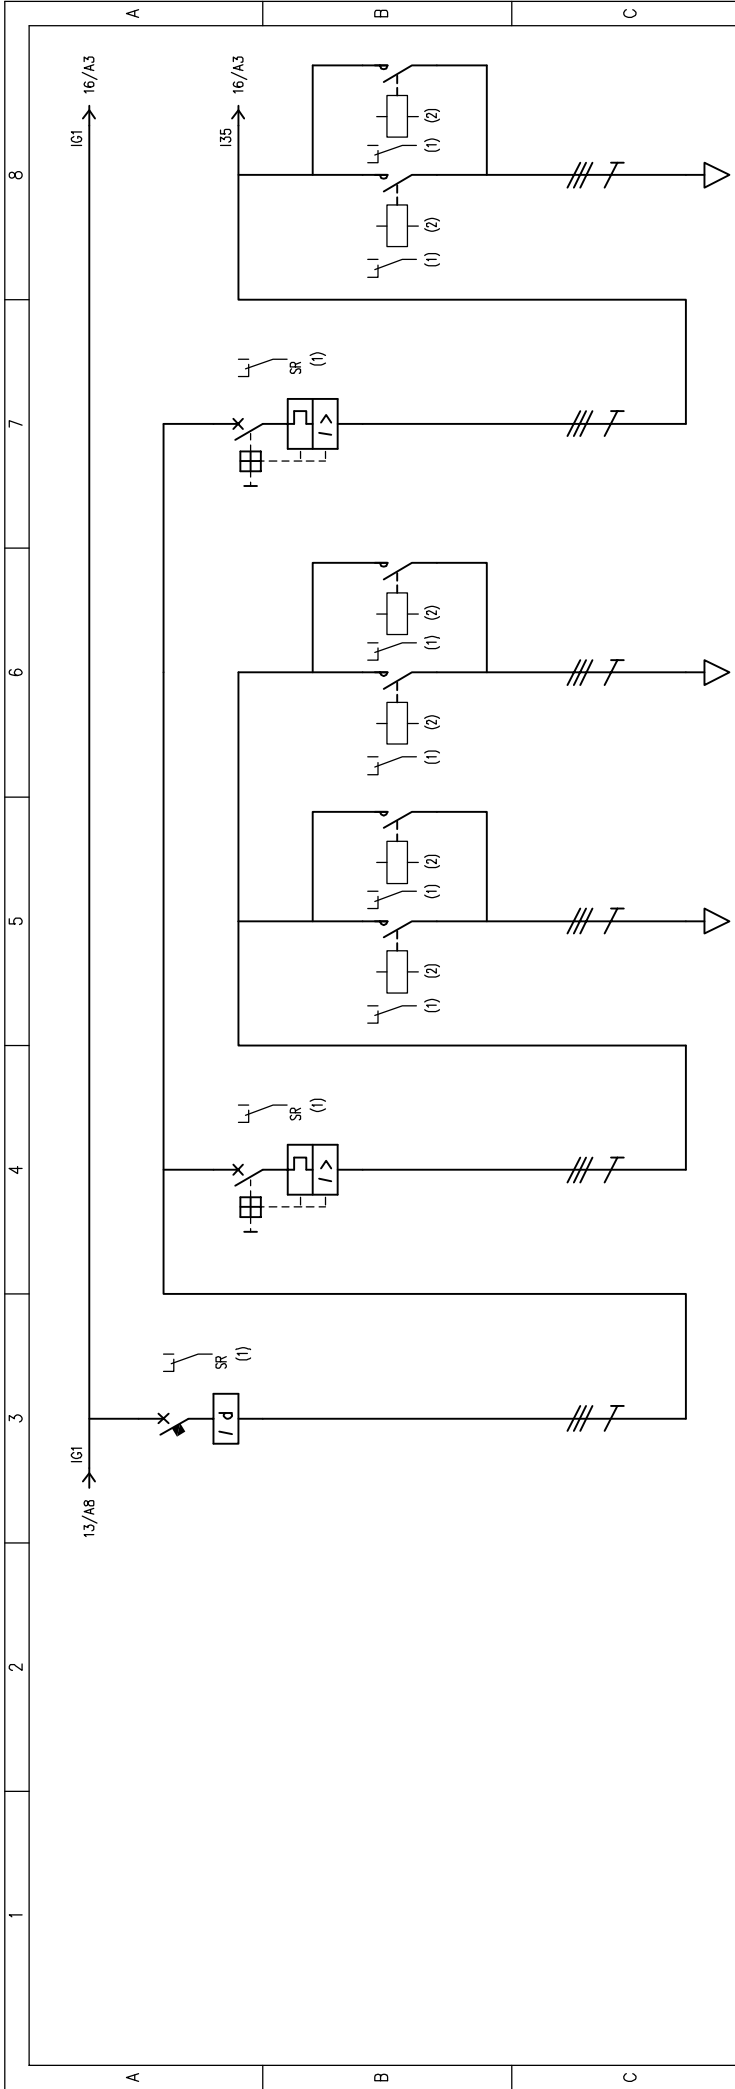 1 2 3 4 5 6 7 8
IG1 IG1
13/A8 16/A3
A A
SR I35
I d
(1) 16/A3
SR SR
(1) (1)
I> I>
B B
(1) (2) (1) (2) (1) (2) (1) (2) (1) (2) (1) (2)
C C